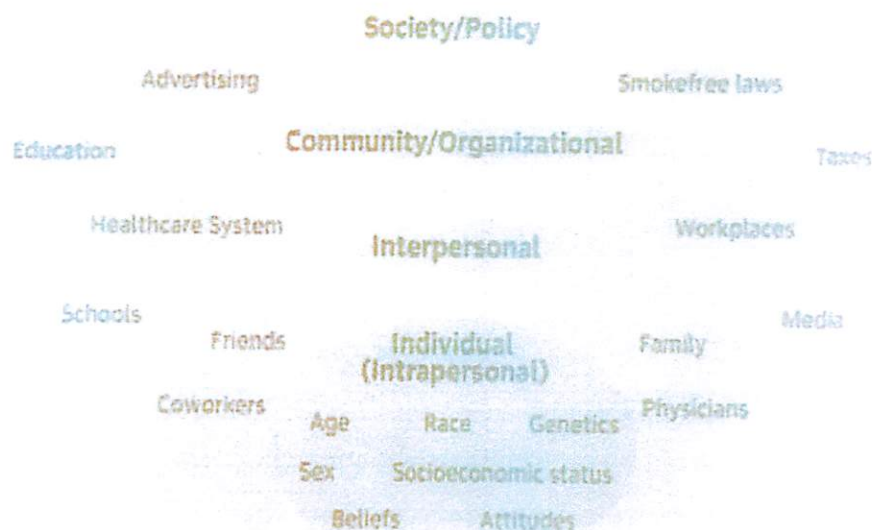 Society/Policy
Advertising Smokefree laws
Community/Organizational
Education Taxes
Healthcare System Workplaces
Interpersonal
Schools Media
Friends Individual Family
(Intrapersonal)
Coworkers Physicians
Age Race Genetics
Sex Socioeconomic status
Beliefs Attitudes